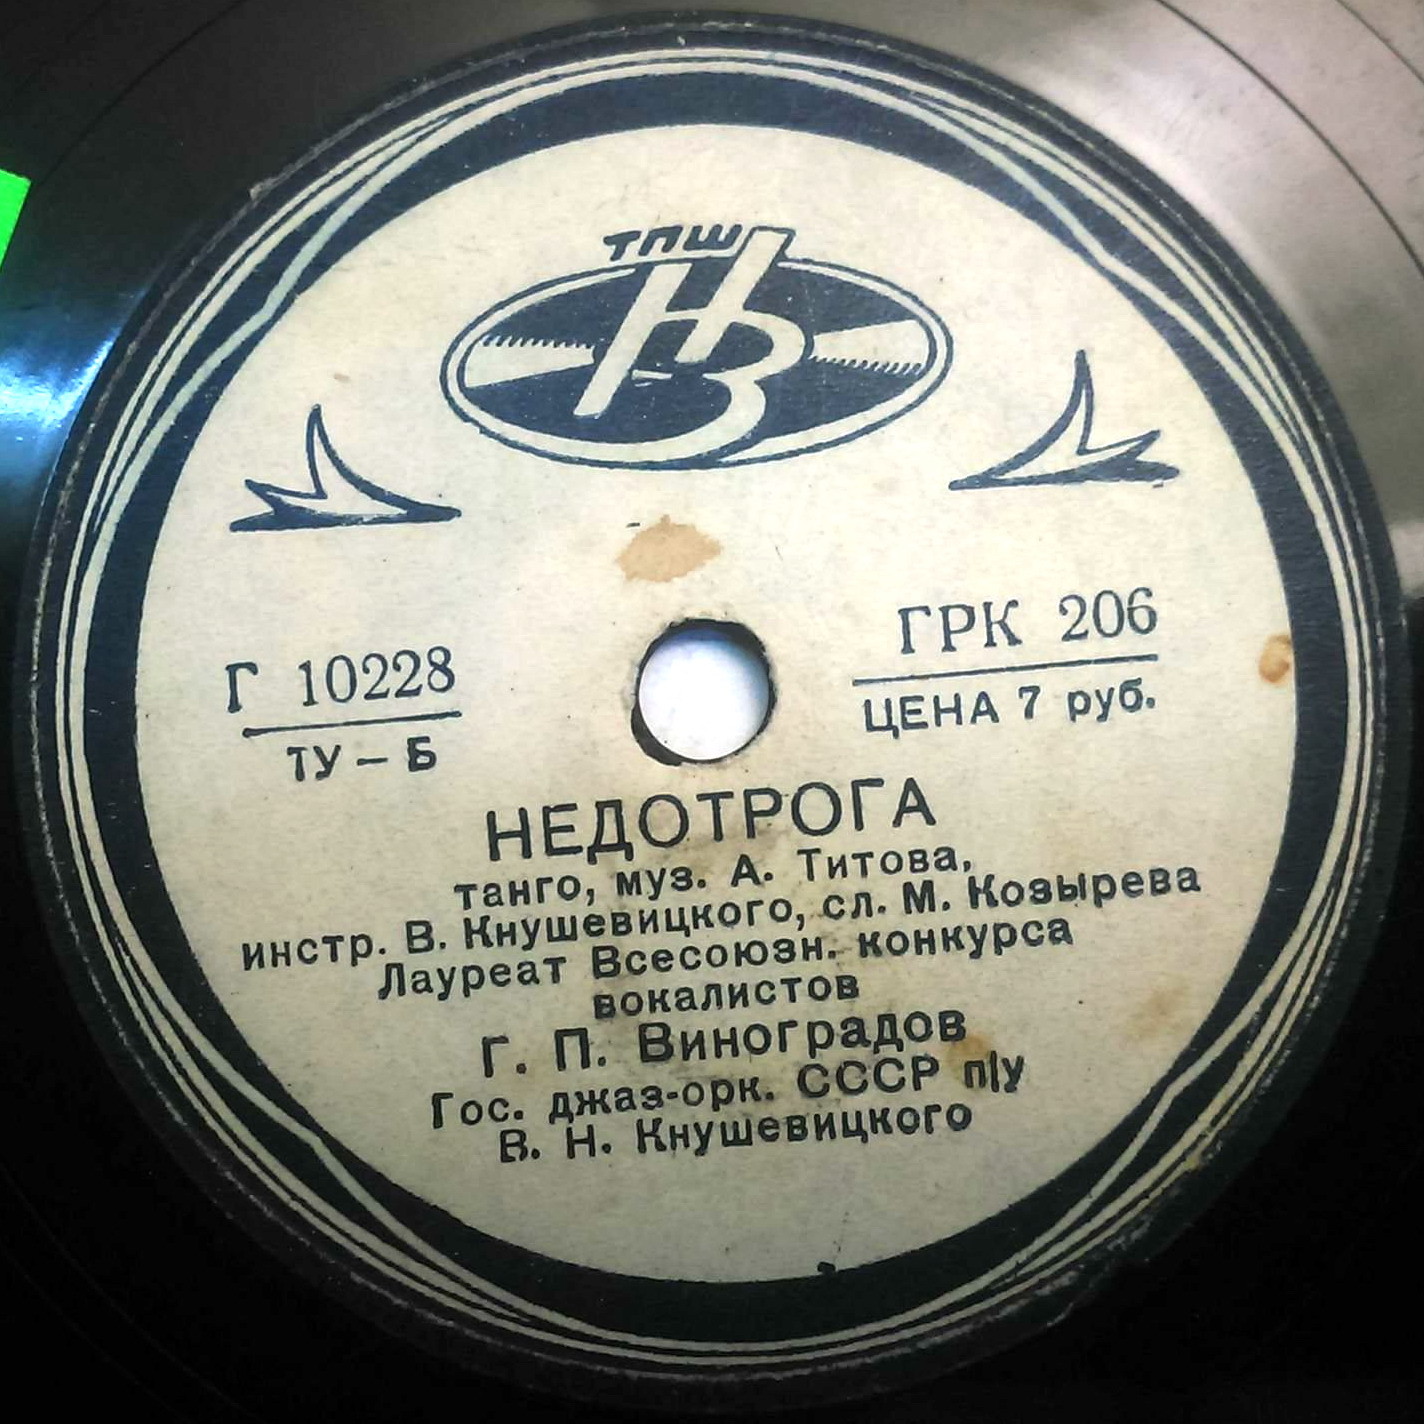 ТПШ
НЗ
Г 10228
ТУ – Б
ГРК 206
ЦЕНА 7 руб.
НЕДОТРОГА
танго, муз. А. Титова,
инстр. В. Кнушевицкого, сл. М. Козырева
Лауреат Всесоюзн. конкурса
вокалистов
Г. П. Виноградов
Гос. джаз-орк. СССР п/у
В. Н. Кнушевицкого